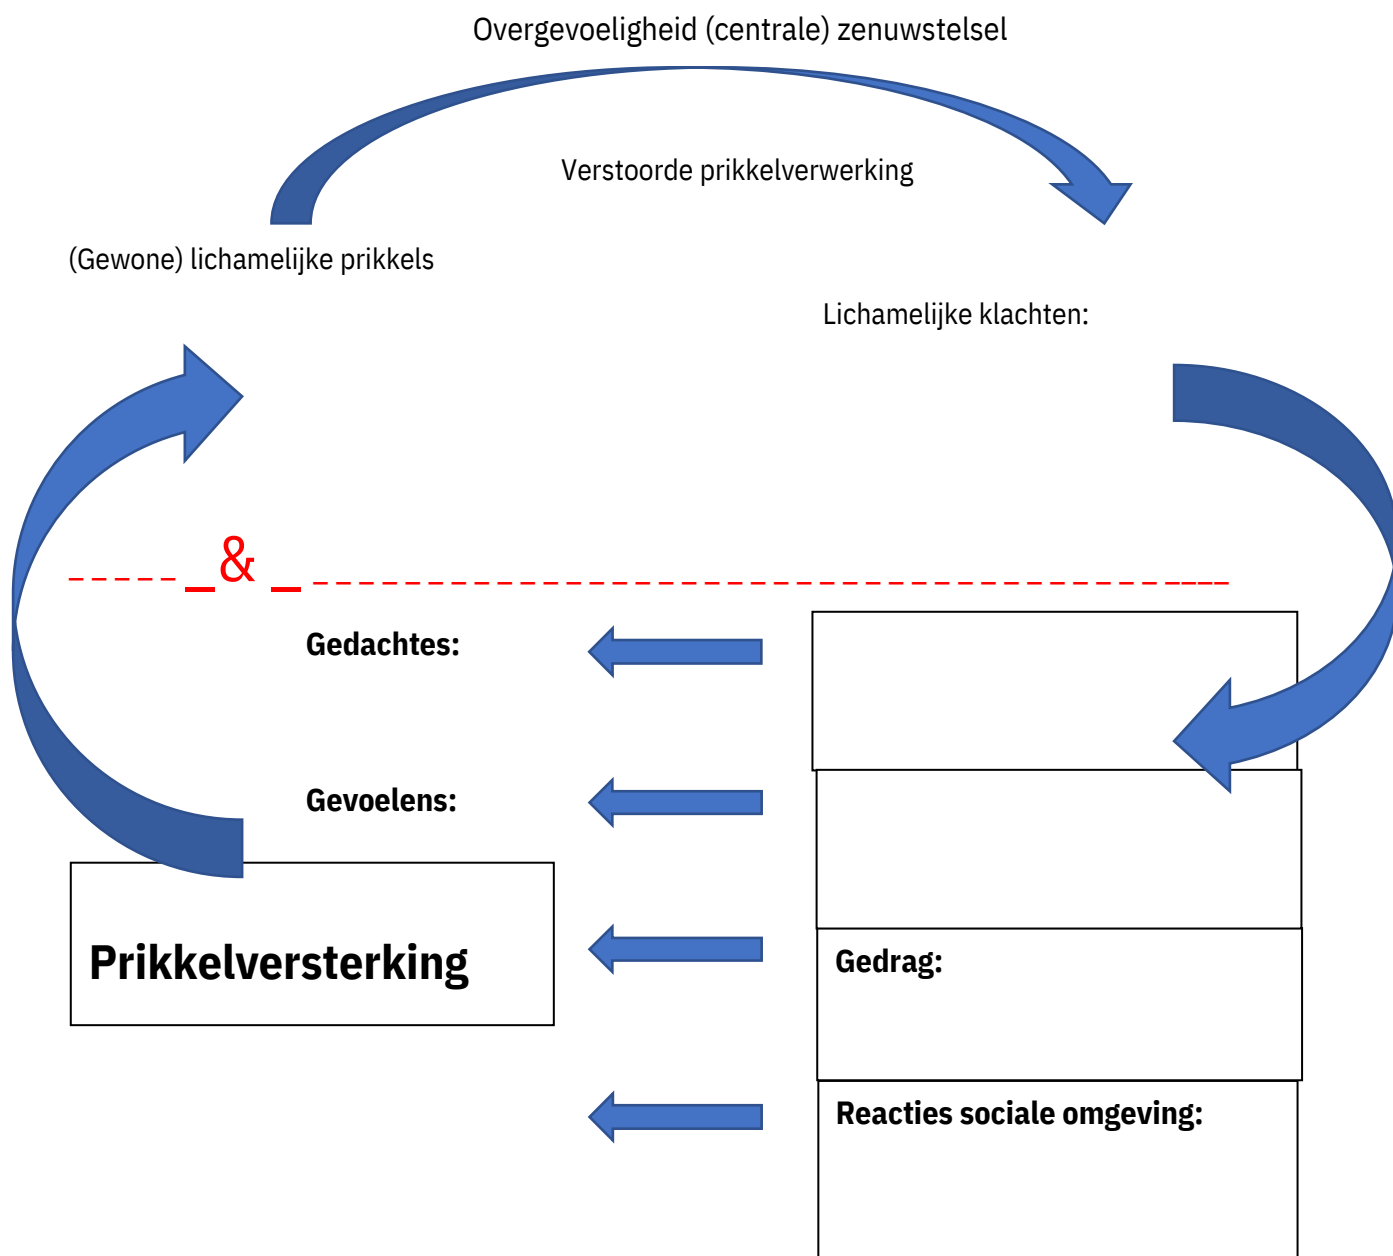 Overgevoeligheid (centrale) zenuwstelsel
Verstoorde prikkelverwerking
(Gewone) lichamelijke prikkels
Lichamelijke klachten:
_ & _
Gedachtes:
Gevoelens:
Prikkelversterking
Gedrag:
Reacties sociale omgeving: